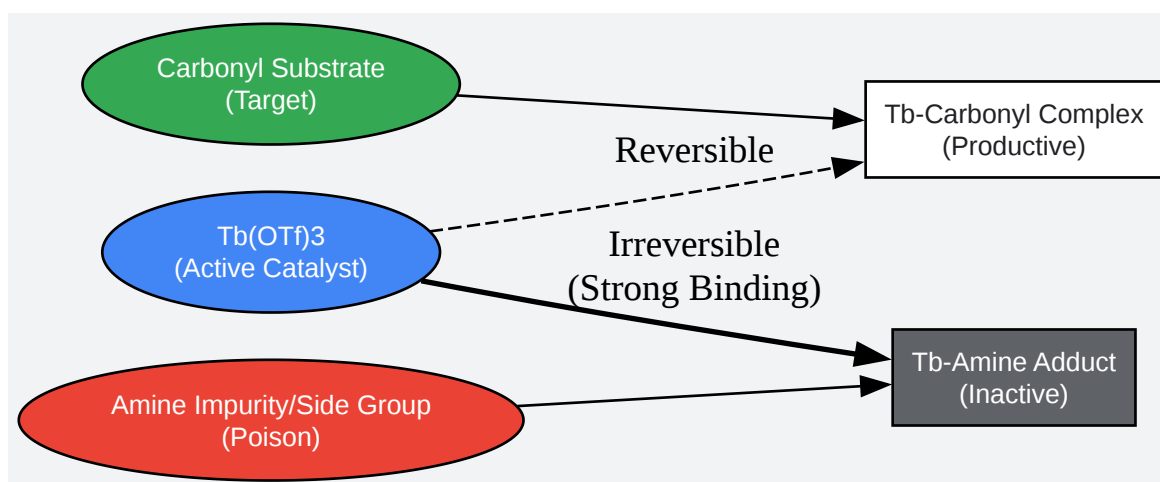 Carbonyl Substrate
(Target)
Tb-Carbonyl Complex
(Productive)
Reversible
Tb(OTf)3
(Active Catalyst)
Irreversible
(Strong Binding)
Tb-Amine Adduct
(Inactive)
Amine Impurity/Side Group
(Poison)